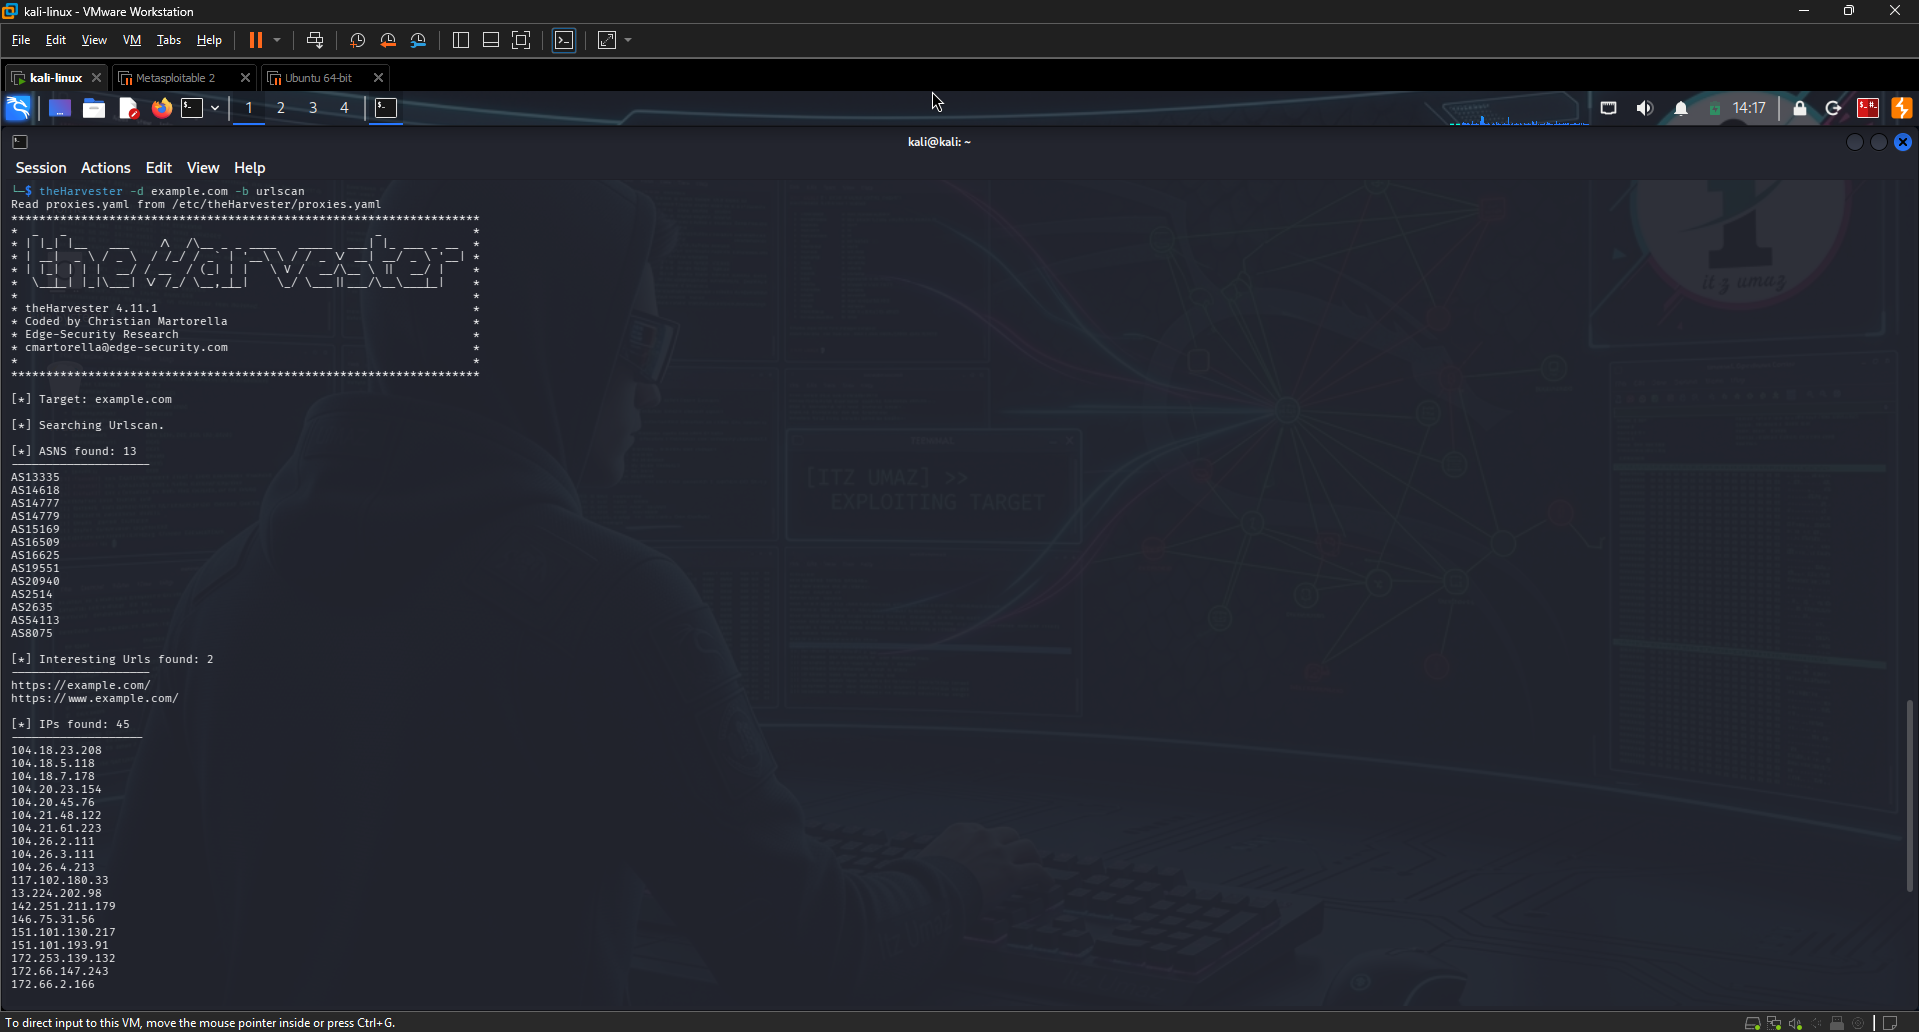 kali-linux - VMware Workstation
File Edit View VM Tabs Help
kali-linux Metasploitable 2 Ubuntu 64-bit
1 2 3 4 14:17
kali@kali: ~
Session Actions Edit View Help
└─$ theHarvester -d example.com -b urlscan
Read proxies.yaml from /etc/theHarvester/proxies.yaml
*******************************************************************
theHarvester
* theHarvester 4.11.1 *
* Coded by Christian Martorella *
* Edge-Security Research *
* cmartorella@edge-security.com *
* *
*******************************************************************
[*] Target: example.com
[*] Searching Urlscan.
[*] ASNS found: 13
AS13335
AS14618
AS14777
AS14779
AS15169
AS16509
AS16625
AS19551
AS20940
AS2514
AS2635
AS54113
AS8075
[*] Interesting Urls found: 2
https://example.com/
https://www.example.com/
[*] IPs found: 45
104.18.23.208
104.18.5.118
104.18.7.178
104.20.23.154
104.20.45.76
104.21.48.122
104.21.61.223
104.26.2.111
104.26.3.111
104.26.4.213
117.102.180.33
13.224.202.98
142.251.211.179
146.75.31.56
151.101.130.217
151.101.193.91
172.253.139.132
172.66.147.243
172.66.2.166
[ITZ UMAZ] >>
EXPLOITING TARGET
it z umaz
To direct input to this VM, move the mouse pointer inside or press Ctrl+G.